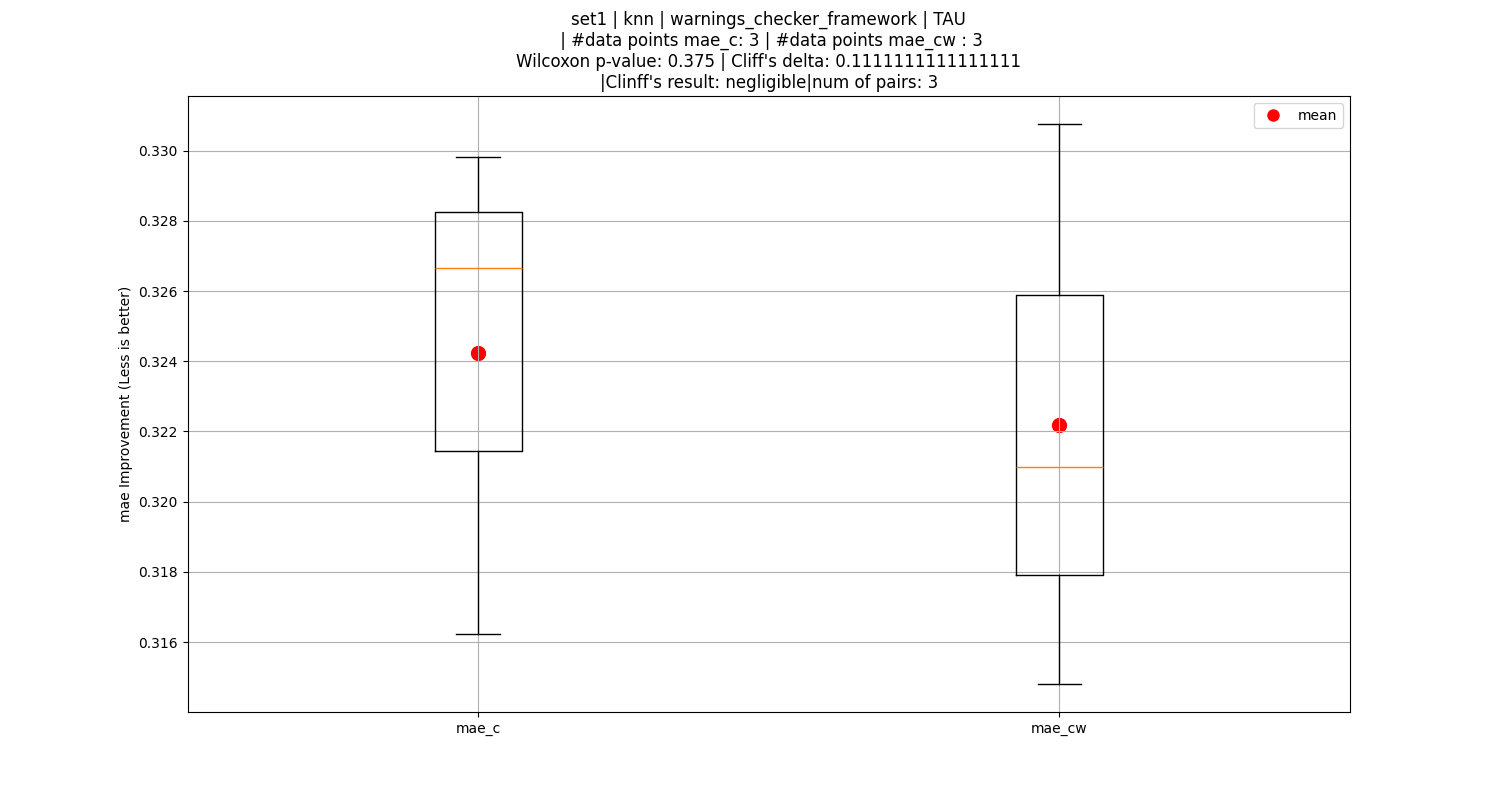 set1 | knn | warnings_checker_framework | TAU
| #data points mae_c: 3 | #data points mae_cw : 3
Wilcoxon p-value: 0.375 | Cliff's delta: 0.1111111111111111
|Clinff's result: negligible|num of pairs: 3
mean
0.330
0.328
0.326
0.324
0.322
0.320
0.318
0.316
mae Improvement (Less is better)
mae_c
mae_cw